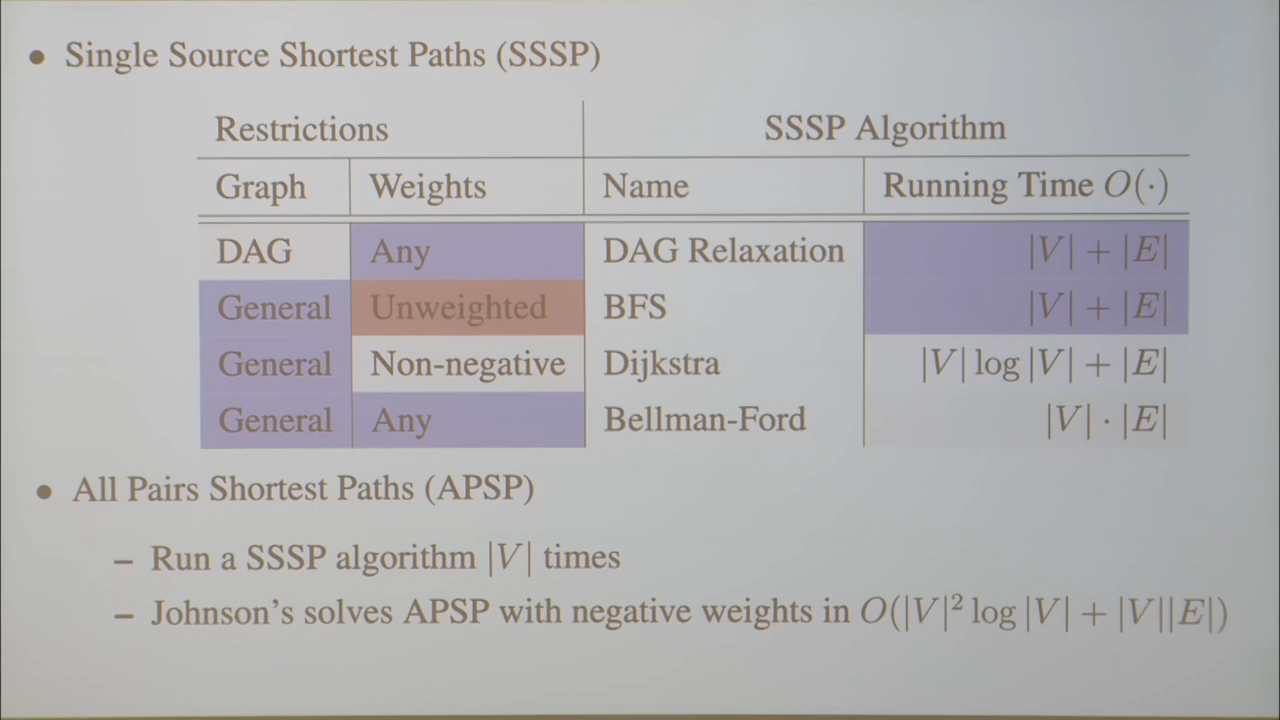 • Single Source Shortest Paths (SSSP)
Restrictions SSSP Algorithm
Graph Weights Name Running Time O(·)
DAG Any DAG Relaxation |V| + |E|
General Unweighted BFS |V| + |E|
General Non-negative Dijkstra |V| log |V| + |E|
General Any Bellman-Ford |V| · |E|
• All Pairs Shortest Paths (APSP)
– Run a SSSP algorithm |V| times
– Johnson's solves APSP with negative weights in O(|V|² log |V| + |V||E|)